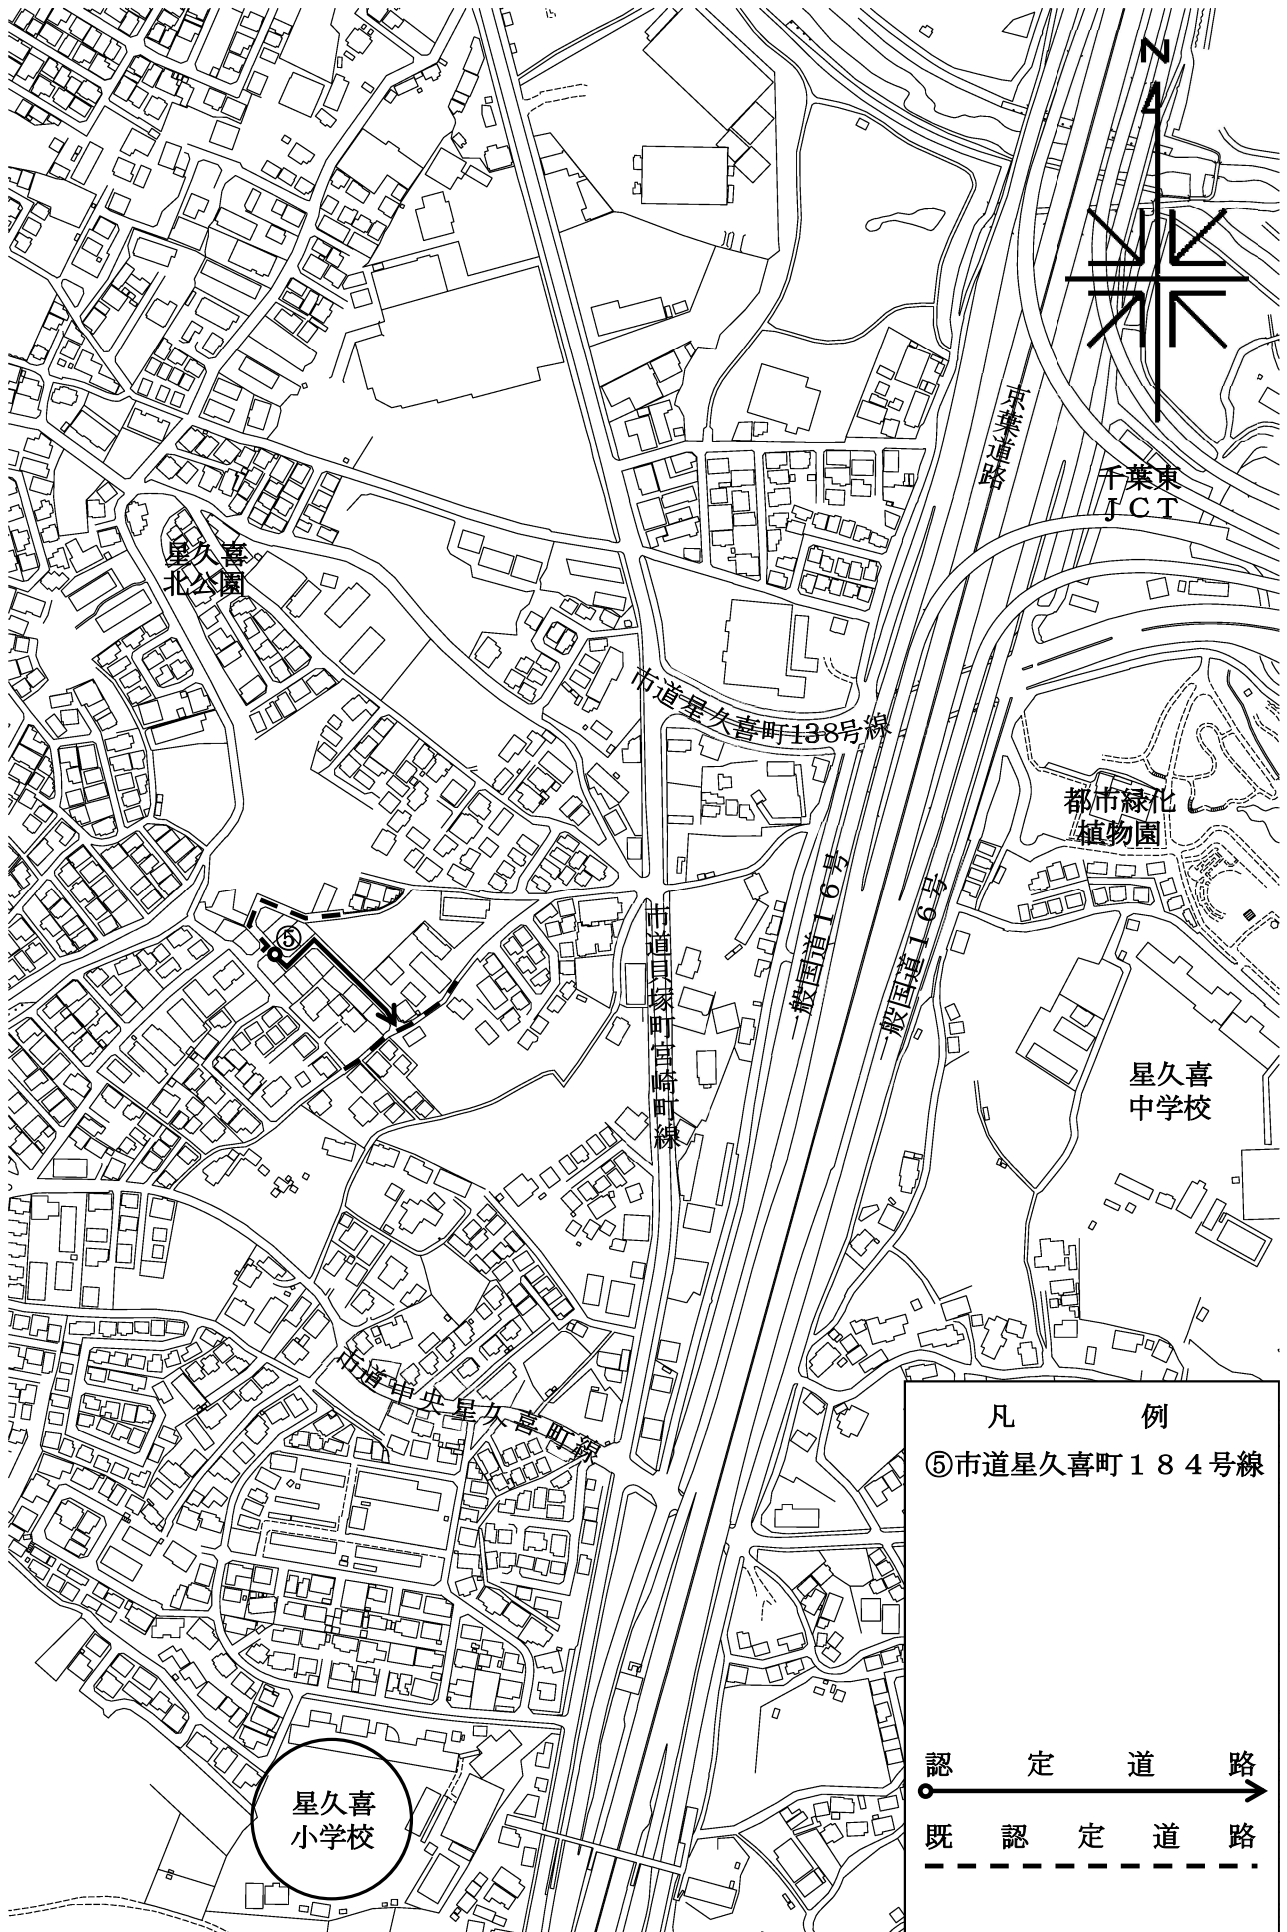 N
京葉道路
千葉東
ＪＣＴ
星久喜
北公園
市道星久喜町138号線
都市緑化
植物園
一般国道１６号
一般国道１６号
⑤
市道貝塚町宮崎町線
星久喜
中学校
市道中央星久喜町線
凡例
⑤市道星久喜町１８４号線
認定道路
既認定道路
星久喜
小学校